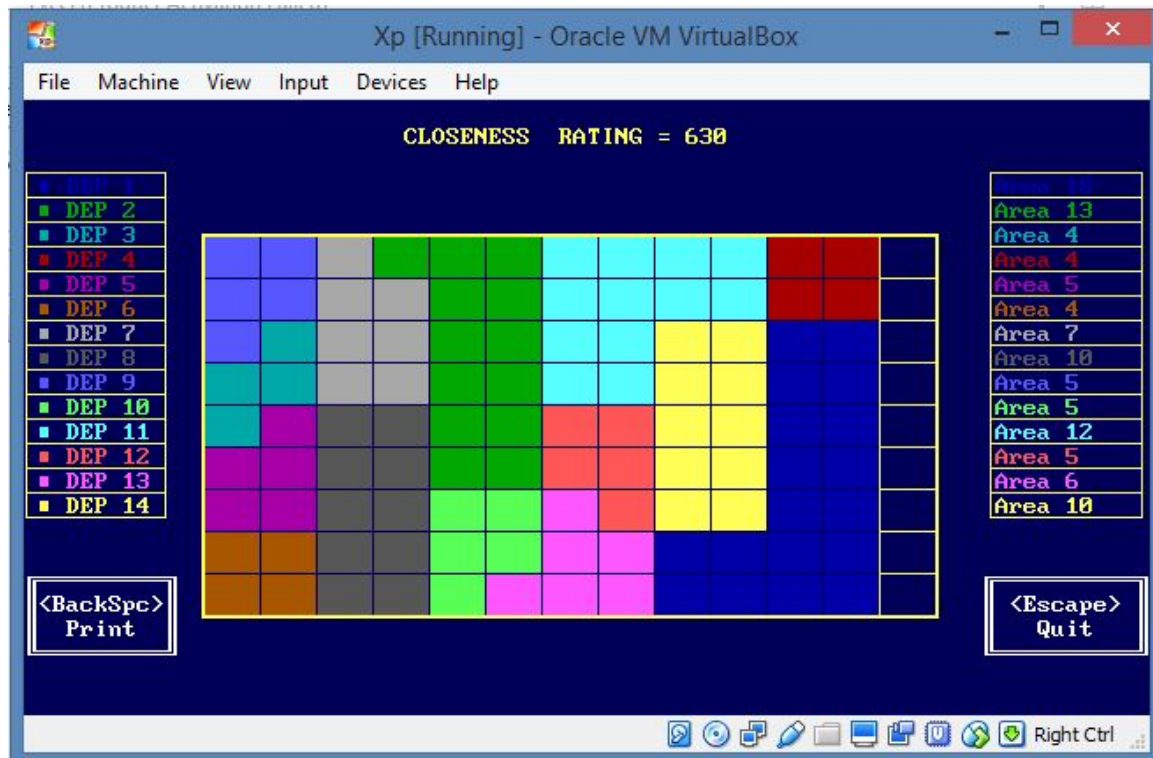 Xp [Running] - Oracle VM VirtualBox
File Machine View Input Devices Help
CLOSENESS RATING = 630
DEP 1
DEP 2
DEP 3
DEP 4
DEP 5
DEP 6
DEP 7
DEP 8
DEP 9
DEP 10
DEP 11
DEP 12
DEP 13
DEP 14
<BackSpc>
Print
Area 13
Area 4
Area 4
Area 5
Area 4
Area 7
Area 10
Area 5
Area 5
Area 12
Area 5
Area 6
Area 10
<Escape>
Quit
Right Ctrl